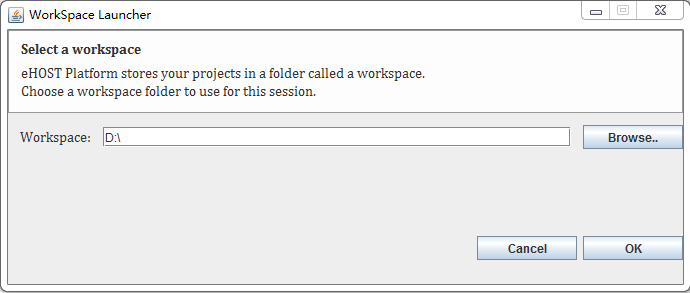 WorkSpace Launcher
Select a workspace
eHOST Platform stores your projects in a folder called a workspace.
Choose a workspace folder to use for this session.
Workspace: D:\ Browse..
Cancel OK